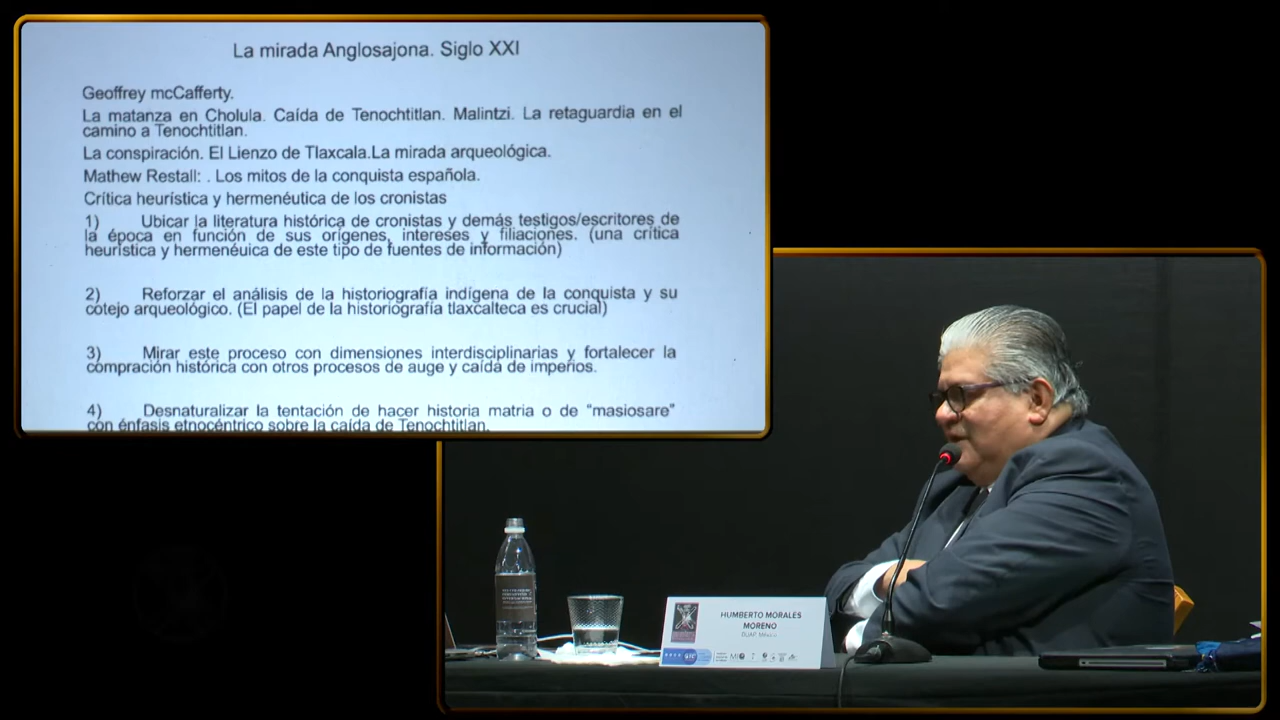 La mirada Anglosajona. Siglo XXI
Geoffrey mcCafferty.
La matanza en Cholula. Caída de Tenochtitlan. Malintzi. La retaguardia en el
camino a Tenochtitlan.
La conspiración. El Lienzo de Tlaxcala.La mirada arqueológica.
Mathew Restall: . Los mitos de la conquista española.
Crítica heurística y hermenéutica de los cronistas
1) Ubicar la literatura histórica de cronistas y demás testigos/escritores de
la época en función de sus orígenes, intereses y filiaciones. (una crítica
heurística y hermenéuica de este tipo de fuentes de información)
2) Reforzar el análisis de la historiografía indígena de la conquista y su
cotejo arqueológico. (El papel de la historiografía tlaxcalteca es crucial)
3) Mirar este proceso con dimensiones interdisciplinarias y fortalecer la
compración histórica con otros procesos de auge y caída de imperios.
4) Desnaturalizar la tentación de hacer historia matria o de “masiosare”
con énfasis etnocéntrico sobre la caída de Tenochtitlan.
HUMBERTO MORALES
MORENO
BUAP, México